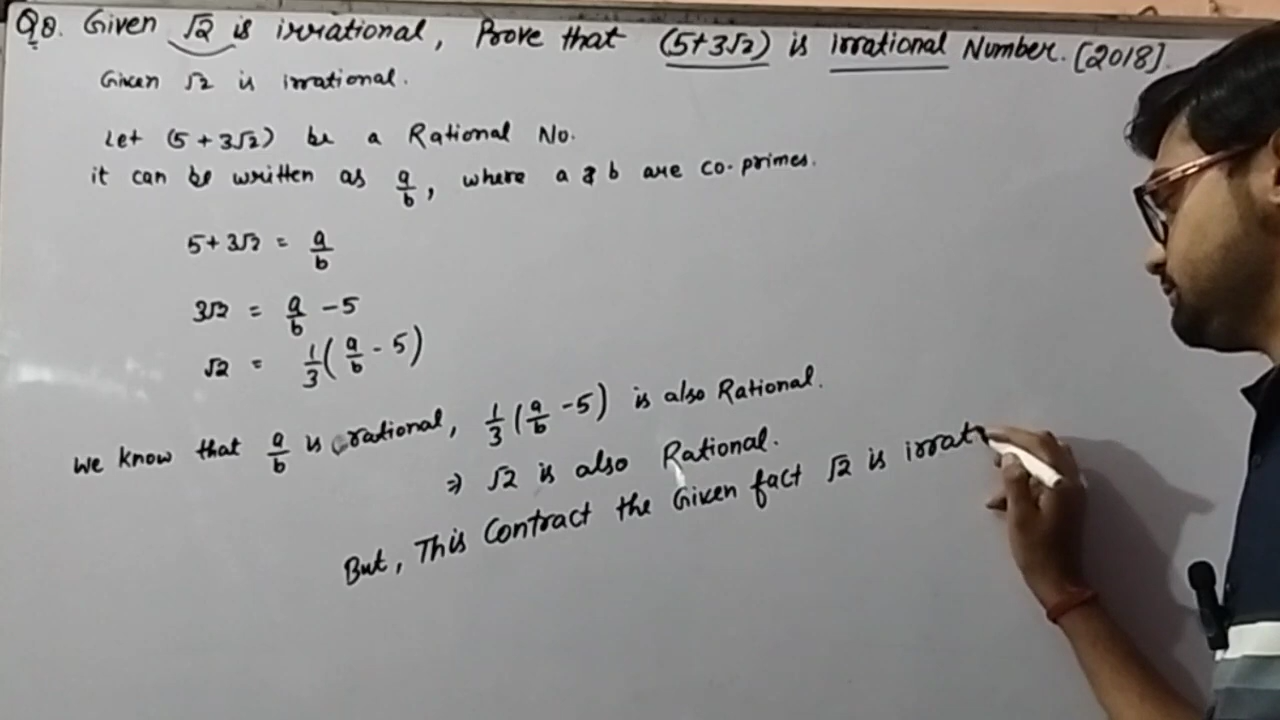 Q8. Given √2 is irrational, Prove that (5+3√2) is irrational Number. [2018].
Given √2 is irrational.
Let (5+3√2) be a Rational No.
it can be written as a/b, where a & b are co-primes.
5+3√2 = a/b
3√2 = a/b - 5
√2 = 1/3 (a/b - 5)
We know that a/b is rational, 1/3 (a/b - 5) is also Rational.
⇒ √2 is also Rational.
But, This Contract the Given fact √2 is irrat